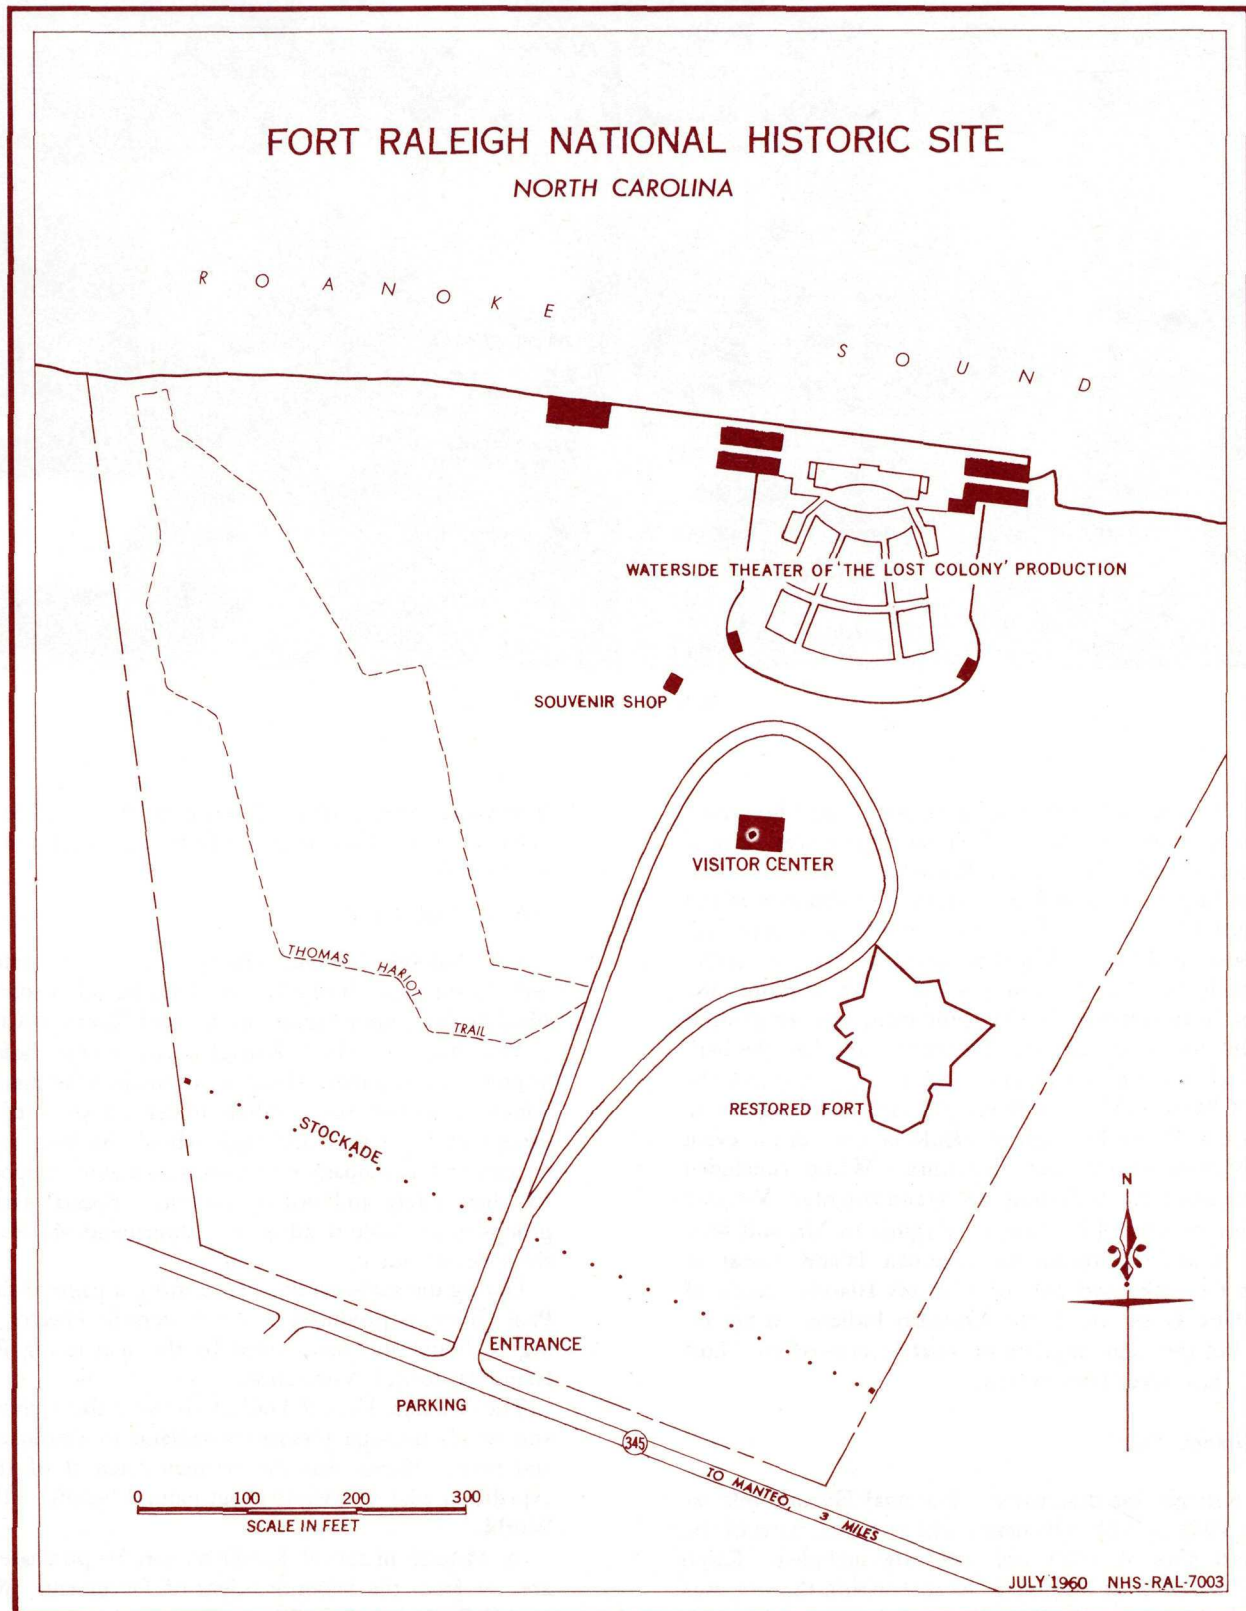 FORT RALEIGH NATIONAL HISTORIC SITE
NORTH CAROLINA
ROANOKE
SOUND
WATERSIDE THEATER OF 'THE LOST COLONY' PRODUCTION
SOUVENIR SHOP
VISITOR CENTER
THOMAS HARIOT TRAIL
RESTORED FORT
STOCKADE
N
ENTRANCE
PARKING
345
TO MANTEO, 3 MILES
0 100 200 300
SCALE IN FEET
JULY 1960 NHS-RAL-7003